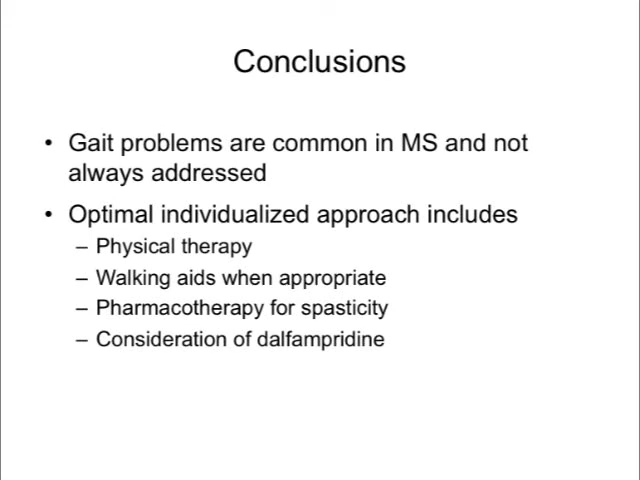 Conclusions
• Gait problems are common in MS and not
always addressed
• Optimal individualized approach includes
– Physical therapy
– Walking aids when appropriate
– Pharmacotherapy for spasticity
– Consideration of dalfampridine